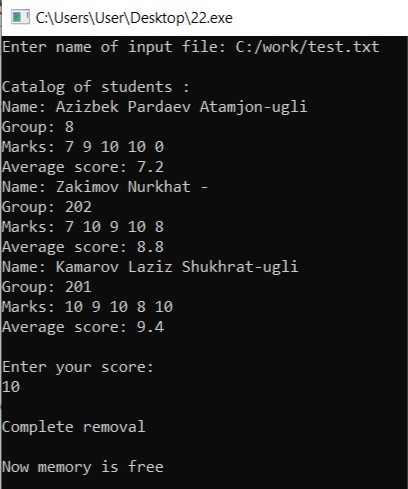 C:\Users\User\Desktop\22.exe
Enter name of input file: C:/work/test.txt
Catalog of students :
Name: Azizbek Pardaev Atamjon-ugli
Group: 8
Marks: 7 9 10 10 0
Average score: 7.2
Name: Zakimov Nurkhat -
Group: 202
Marks: 7 10 9 10 8
Average score: 8.8
Name: Kamarov Laziz Shukhrat-ugli
Group: 201
Marks: 10 9 10 8 10
Average score: 9.4
Enter your score:
10
Complete removal
Now memory is free